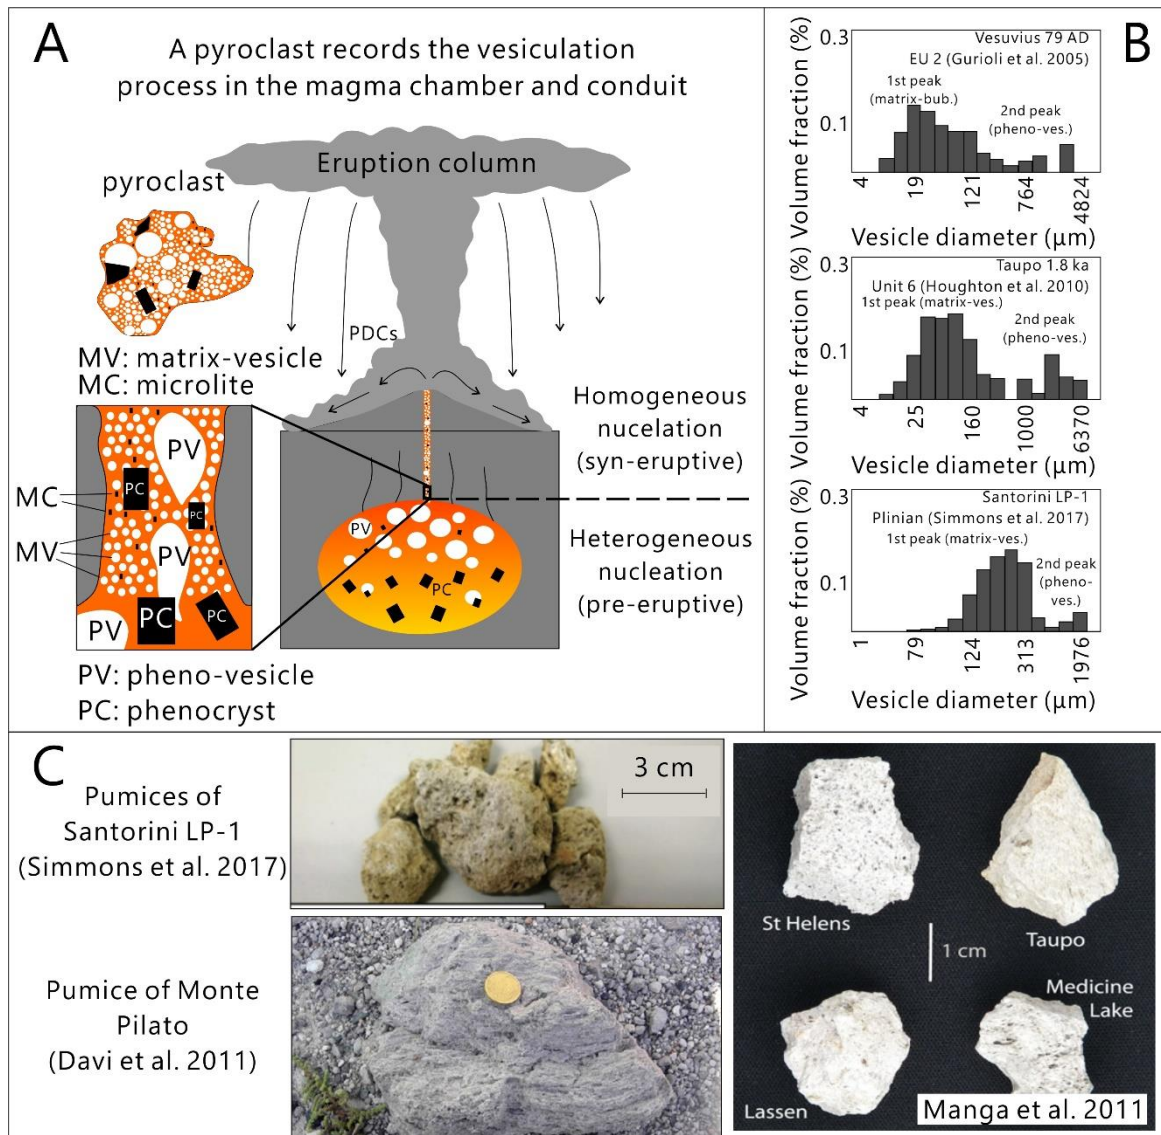 A
A pyroclast records the vesiculation
process in the magma chamber and conduit
Eruption column
pyroclast
PDCs
MV: matrix-vesicle
MC: microlite
PV
PC
MC
PC
MV
PV
PV
PC
PC
PV: pheno-vesicle
PC: phenocryst
PV
PC
Homogeneous
nucelation
(syn-eruptive)
Heterogeneous
nucleation
(pre-eruptive)
B
Volume fraction (%)
0.3
0.1
Vesuvius 79 AD
EU 2 (Gurioli et al. 2005)
1st peak
(matrix-bub.)
2nd peak
(pheno-ves.)
4
19
121
764
4824
Vesicle diameter (μm)
Volume fraction (%)
0.3
0.1
Taupo 1.8 ka
Unit 6 (Houghton et al. 2010)
1st peak (matrix-ves.)
2nd peak
(pheno-ves.)
4
25
160
1000
6370
Vesicle diameter (μm)
Volume fraction (%)
0.3
0.1
Santorini LP-1
Plinian (Simmons et al. 2017)
1st peak (matrix-ves.)
2nd peak
(pheno-
ves.)
1
79
124
313
1976
Vesicle diameter (μm)
C
Pumices of
Santorini LP-1
(Simmons et al. 2017)
3 cm
Pumice of Monte
Pilato
(Davi et al. 2011)
St Helens
Taupo
1 cm
Medicine
Lake
Lassen
Manga et al. 2011